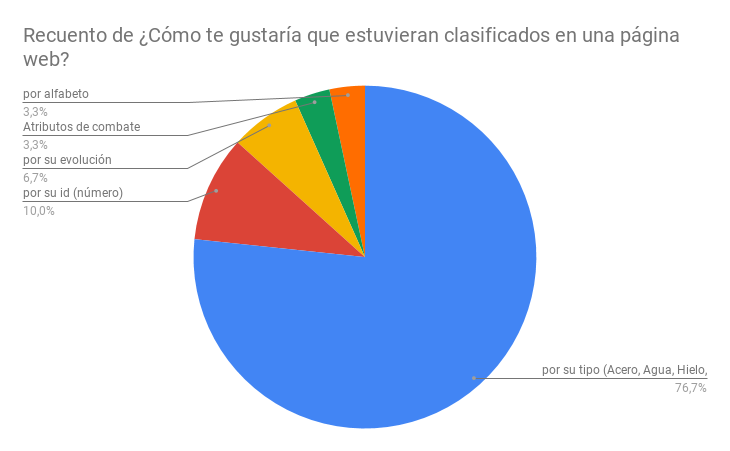 Recuento de ¿Cómo te gustaría que estuvieran clasificados en una página
web?
por alfabeto
3,3%
Atributos de combate
3,3%
por su evolución
6,7%
por su id (número)
10,0%
por su tipo (Acero, Agua, Hielo,
76,7%